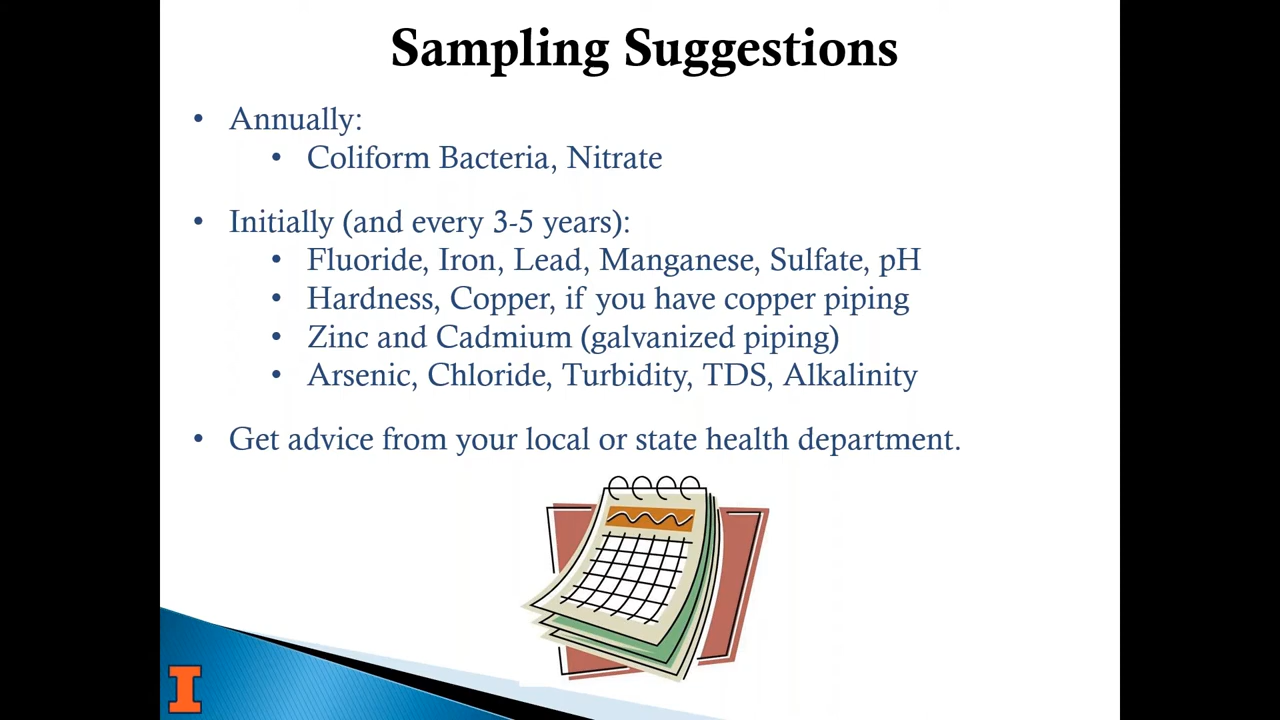 Sampling Suggestions
• Annually:
• Coliform Bacteria, Nitrate
• Initially (and every 3-5 years):
• Fluoride, Iron, Lead, Manganese, Sulfate, pH
• Hardness, Copper, if you have copper piping
• Zinc and Cadmium (galvanized piping)
• Arsenic, Chloride, Turbidity, TDS, Alkalinity
• Get advice from your local or state health department.
I